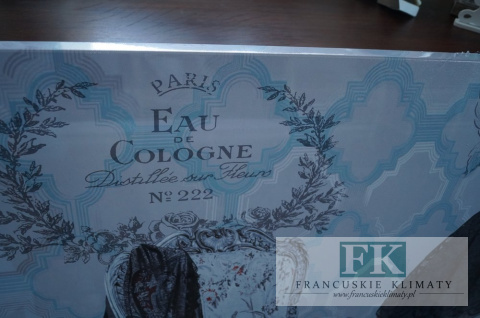 PARIS
EAU
DE
COLOGNE
Distillée sur Fleurs
Nº 222
FK
FRANCUSKIE KLIMATY
www.francuskieklimaty.pl